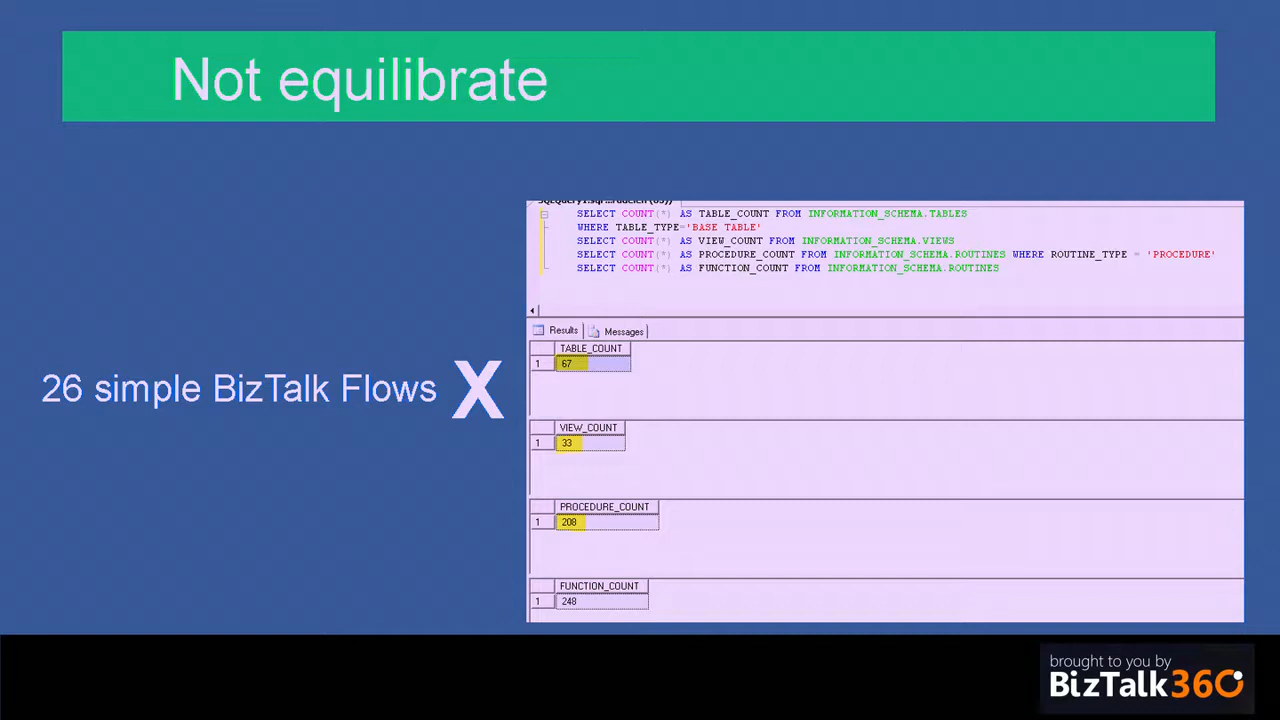 Not equilibrate
SELECT COUNT(*) AS TABLE_COUNT FROM INFORMATION_SCHEMA.TABLES
WHERE TABLE_TYPE='BASE TABLE'
SELECT COUNT(*) AS VIEW_COUNT FROM INFORMATION_SCHEMA.VIEWS
SELECT COUNT(*) AS PROCEDURE_COUNT FROM INFORMATION_SCHEMA.ROUTINES WHERE ROUTINE_TYPE = 'PROCEDURE'
SELECT COUNT(*) AS FUNCTION_COUNT FROM INFORMATION_SCHEMA.ROUTINES
Results Messages
TABLE_COUNT
1 67
26 simple BizTalk Flows X
VIEW_COUNT
1 33
PROCEDURE_COUNT
1 208
FUNCTION_COUNT
1 248
brought to you by
BizTalk360